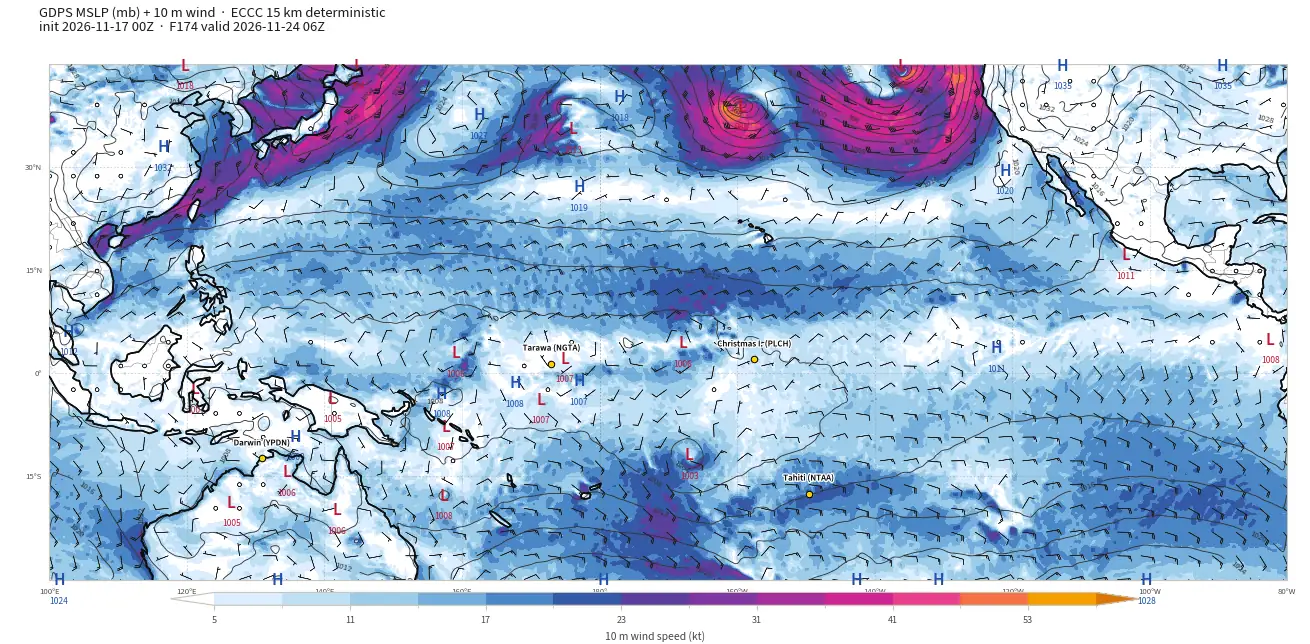 GDPS MSLP (mb) + 10 m wind · ECCC 15 km deterministic
init 2026-11-17 00Z · F174 valid 2026-11-24 06Z
L
1018
L
L
H
1035
H
1035
H
1018
H
L
H
30°N
H
1020
H
1019
15°N
L
1011
H
1012
Tarawa (NGTA)
L
1007
L
L
1006
Christmas I. (PLCH)
H
1011
L
1008
0°
H
1008
H
1007
H
1008
L
1005
L
1007
L
1007
Darwin (YPDN)
H
L
1006
L
1003
Tahiti (NTAA)
15°S
L
1005
L
1006
L
1008
1012
H
1024
H
H
H
H
H
1028
100°E
120°E
140°E
160°E
180°
160°W
140°W
120°W
100°W
80°W
5
11
17
23
31
41
53
10 m wind speed (kt)